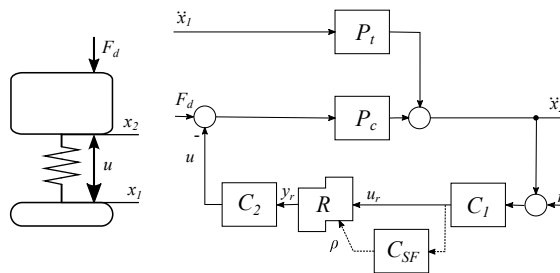 F_d
x_2
u
x_1
ẍ_1
P_t
F_d
P_c
-
u
C_2
y_r
R
u_r
C_1
ρ
C_SF